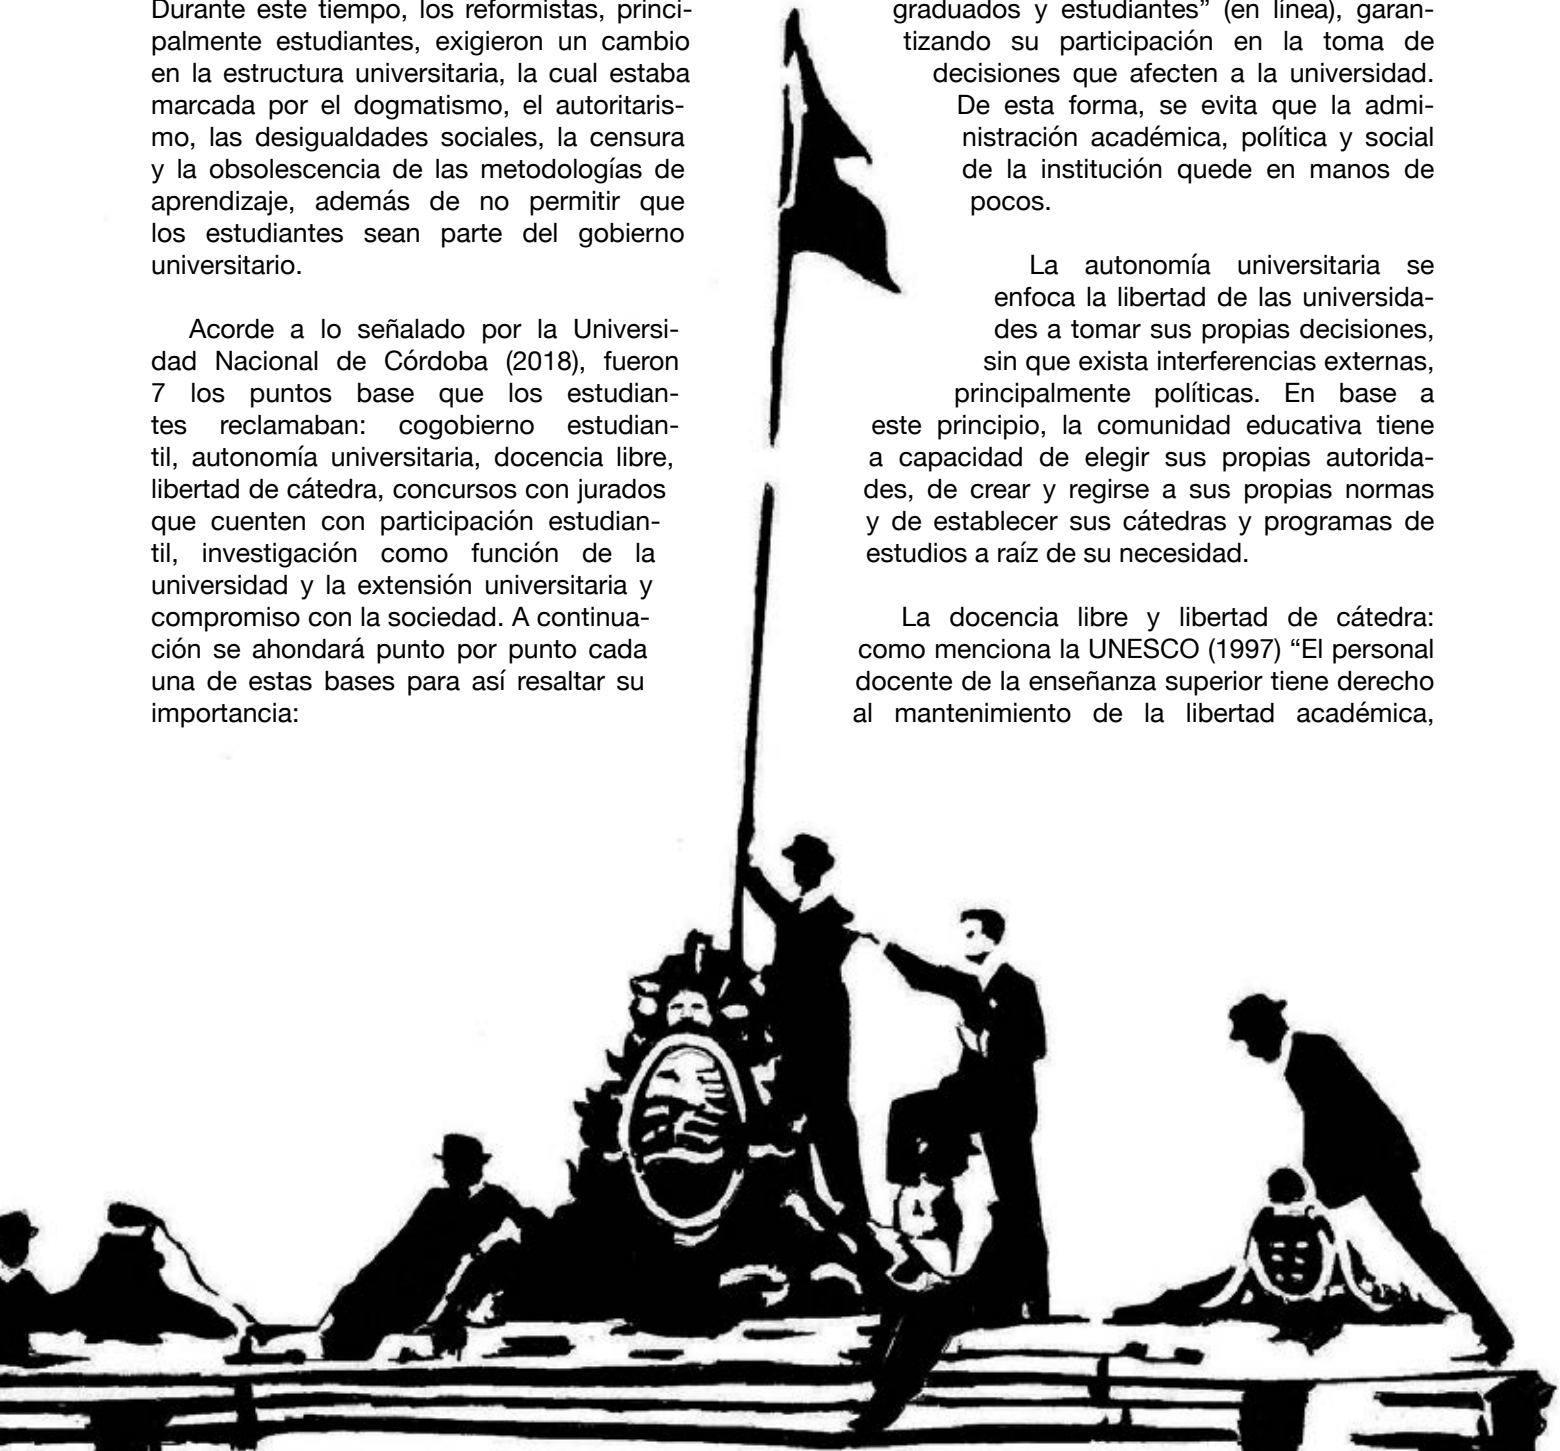 Durante este tiempo, los reformistas, princi-
palmente estudiantes, exigieron un cambio
en la estructura universitaria, la cual estaba
marcada por el dogmatismo, el autoritaris-
mo, las desigualdades sociales, la censura
y la obsolescencia de las metodologías de
aprendizaje, además de no permitir que
los estudiantes sean parte del gobierno
universitario.
Acorde a lo señalado por la Universi-
dad Nacional de Córdoba (2018), fueron
7 los puntos base que los estudian-
tes reclamaban: cogobierno estudian-
til, autonomía universitaria, docencia libre,
libertad de cátedra, concursos con jurados
que cuenten con participación estudian-
til, investigación como función de la
universidad y la extensión universitaria y
compromiso con la sociedad. A continua-
ción se ahondará punto por punto cada
una de estas bases para así resaltar su
importancia:
graduados y estudiantes” (en línea), garan-
tizando su participación en la toma de
decisiones que afecten a la universidad.
De esta forma, se evita que la admi-
nistración académica, política y social
de la institución quede en manos de
pocos.
La autonomía universitaria se
enfoca la libertad de las universida-
des a tomar sus propias decisiones,
sin que exista interferencias externas,
principalmente políticas. En base a
este principio, la comunidad educativa tiene
a capacidad de elegir sus propias autorida-
des, de crear y regirse a sus propias normas
y de establecer sus cátedras y programas de
estudios a raíz de su necesidad.
La docencia libre y libertad de cátedra:
como menciona la UNESCO (1997) “El personal
docente de la enseñanza superior tiene derecho
al mantenimiento de la libertad académica,